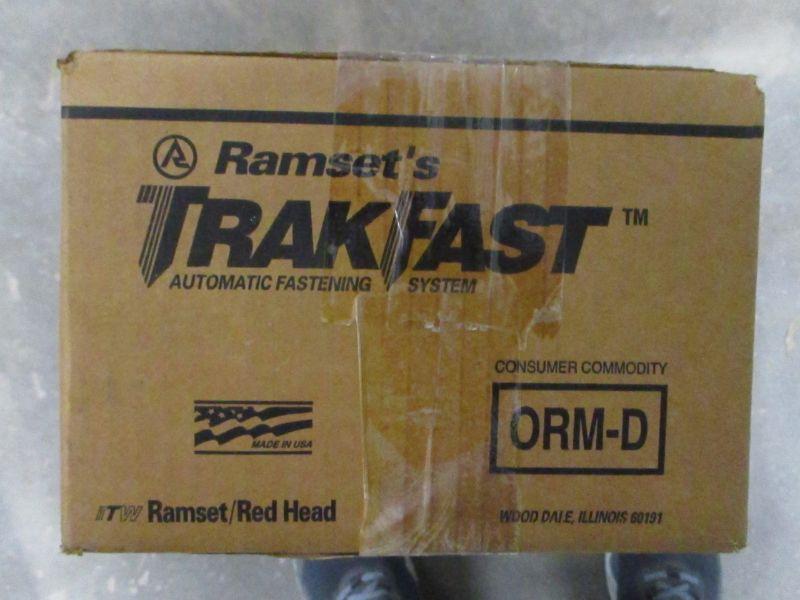 Ramset's
TRAKFAST™
AUTOMATIC FASTENING SYSTEM
CONSUMER COMMODITY
ORM-D
MADE IN USA
ITW Ramset/Red Head
WOOD DALE, ILLINOIS 60191